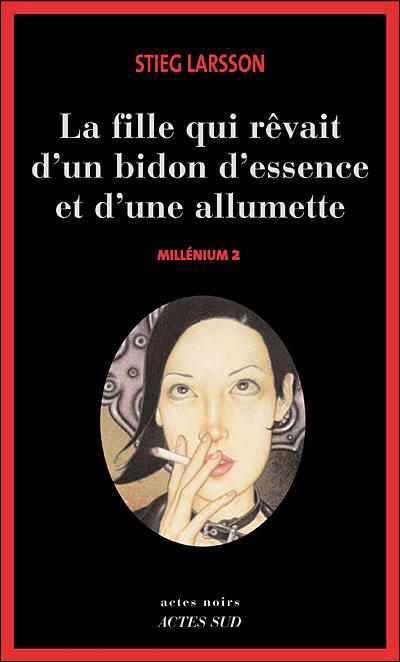 STIEG LARSSON
La fille qui rêvait
d'un bidon d'essence
et d'une allumette
MILLÉNIUM 2
actes noirs
ACTES SUD